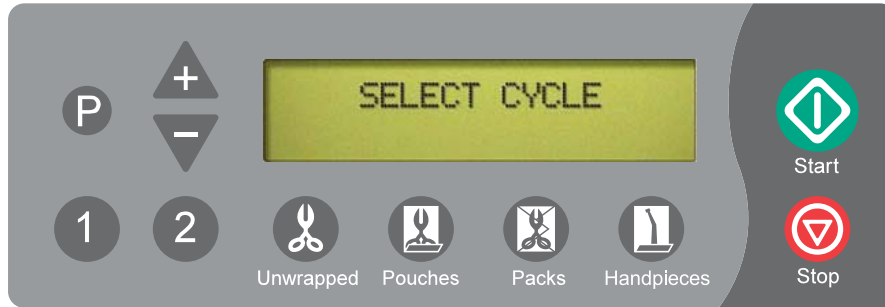 P
+
−
SELECT CYCLE
Start
1
2
Unwrapped
Pouches
Packs
Handpieces
Stop